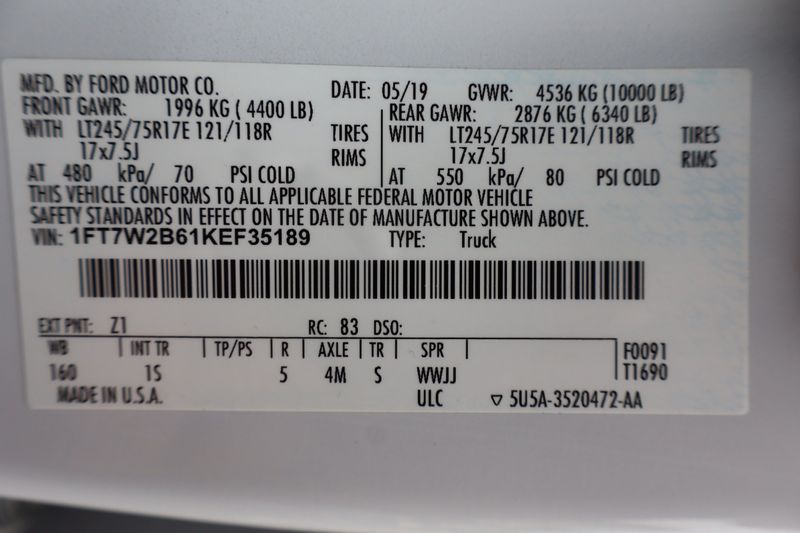 MFD. BY FORD MOTOR CO. DATE: 05/19 GVWR: 4536 KG (10000 LB)
FRONT GAWR: 1996 KG ( 4400 LB) REAR GAWR: 2876 KG ( 6340 LB)
WITH LT245/75R17E 121/118R TIRES WITH LT245/75R17E 121/118R TIRES
17x7.5J RIMS 17x7.5J RIMS
AT 480 kPa/ 70 PSI COLD AT 550 kPa/ 80 PSI COLD
THIS VEHICLE CONFORMS TO ALL APPLICABLE FEDERAL MOTOR VEHICLE
SAFETY STANDARDS IN EFFECT ON THE DATE OF MANUFACTURE SHOWN ABOVE.
VIN: 1FT7W2B61KEF35189 TYPE: Truck
EXT PNT: Z1 RC: 83 DSO:
WB INT TR TP/PS R AXLE TR SPR F0091
160 1S 5 4M S WWJJ T1690
MADE IN U.S.A. ULC ▽ 5U5A-3520472-AA